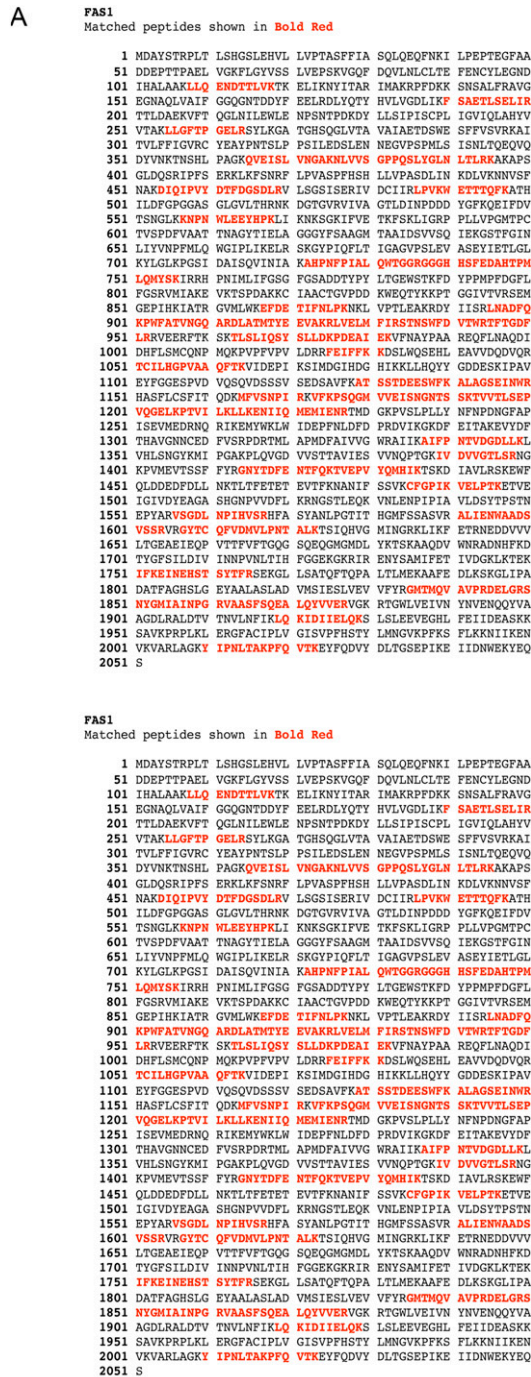 A
FAS1
Matched peptides shown in Bold Red
1 MDAYSTRPLT LSHGSLEHVL LVPTASFFIA SQLQEQFNKI LPEPTEGFAA
51 DDEPTTPAEL VGKFLGYVSS LVEPSKVGQF DQVLNLCLTE FENCYLEGND
101 IHALAAKLLQ ENDTTLVKTK ELIKNYITAR IMAKRPFDKK SNSALFRAVG
151 EGNAQLVAIF GGQGNTDDYF EELRDLYQTY HVLVGDLIKF SAETLSELIR
201 TTLDAEKVFT QGLNILEWLE NPSNTPDKDY LLSIPISCPL IGVIQLAHYV
251 VTAKLLGFTP GELRSYLKGA THSQGLVTAV AIAETDSWES FFVSVRKAI
301 TVLFFIGVRC YEAYPNTSLP PSILEDSLEN NEGVPSPMLS ISNLTQEQVQ
351 DYVNKTNSHL PAGKQVEISL VNGAKNLVVS GPPQSLYGLN LTLRKAKAPS
401 GLDQSRIPFS ERKLKFSNRF LPVASPFHSH LLVPASDLIN KDLVKNNVSF
451 NAKDIQIPVY DTFDGSDLRV LSGSISERIV DCIIRLPVKW ETTTQFKATH
501 ILDFGPGGAS GLGVLTHRNK DGTGVRVIVA GTLDINPDDD YGFKQEIFDV
551 TSNGLKKNPN WLEEYHPKLI KNKSGKIFVE TKFSKLIGRP PLLVPGMTPC
601 TVSPDFVAAT TNAGYTIELA GGGYFSAAGM TAAIDSVVSQ IEKGSTFGIN
651 LIYVNPFMLQ WGIPLIKELR SKGYPIQFLT IGAGVPSLEV ASEYIETLGL
701 KYLGLKPGSI DAISQVINIA KAHPNFPIAL QWTGGRGGGH HSFEDAHTPM
751 LQMYSKIRRH PNIMLIFGSG FGSADDTYPY LTGEWSTKFD YPPMPFDGFL
801 FGSRVMIAKE VKTSPDAKKC IAACTGVPDD KWEQTYKKPT GGIVTVRSEM
851 GEPIHKIATR GVMLWKEFDE TIFNLPKNKL VPTLEAKRDY IISRLNADFQ
901 KPWFATVNGQ ARDLATMTYE EVAKRLVELM FIRSTNSWFD VTWRTFTGDF
951 LRRVEERFTK SKTLSLIQSY SLLDKPDEAI EKVFNAYPAA REQFLNAQDI
1001 DHFLSMCQNP MQKPVPFVPV LDRRFEIFFK KDSLWQSEHL EAVVDQDVQR
1051 TCILHGPVAA QFTKVIDEPI KSIMDGIHDG HIKKLLHQYY GDDESKIPAV
1101 EYFGGESPVD VQSQVDSSSV SEDSAVFKAT SSTDEESWFK ALAGSEINWR
1151 HASFLCSFIT QDKMFVSNPI RKVFKPSQGM VVEISNGNTS SKTVVTLSEP
1201 VQGELKPTVI LKLLKENIIQ MEMIENRTMD GKPVSLPLLY NFNPDNGFAP
1251 ISEVMEDRNQ RIKEMYWKLW IDEPFNLDFD PRDVIKGKDF EITAKEVYDF
1301 THAVGNNCED FVSRPDRTML APMDFAIVVG WRAIIKAIFP NTVDGDLLKL
1351 VHLSNGYKMI PGAKPLQVGD VVSTTAVIES VVNQPTGKIV DVVGTLSRNG
1401 KPVMEVTSSF FYRGNYTDFE NTFQKTVEPV YQMHIKTSKD IAVLRSKEWF
1451 QLDDEDFDLL NKTLTFETET EVTFKNANIF SSVKCFGPIK VELPTKETVE
1501 IGIVDYEAGA SHGNPVVDFL KRNGSTLEQK VNLENPIPIA VLDSYTPSTN
1551 EPYARVSGDL NPIHVSRHFA SYANLPGTIT HGMFSSASVR ALIENWAADS
1601 VSSRVRGYTC QFVDMVLPNT ALKTSIQHVG MINGRKLIKF ETRNEDDVVV
1651 LTGEAEIEQP VTTFVFTGQG SQEQGMGMDL YKTSKAAQDV WNRADNHFKD
1701 TYGFSILDIV INNPVNLTIH FGGEKGKRIR ENYSAMIFET IVDGKLKTEK
1751 IFKEINEHST SYTFRSEKGL LSATQFTQPA LTLMEKAAFE DLKSKGLIPA
1801 DATFAGHSLG EYAALASLAD VMSIESLVEV VFYRGMTMQV AVPRDELGRS
1851 NYGMIAINPG RVAASFSQEA LQYVVERVGK RTGWLVEIVN YNVENQQYVA
1901 AGDLRALDTV TNVLNFIKLQ KIDIIELQKS LSLEEVEGHL FEIIDEASKK
1951 SAVKPRPLKL ERGFACIPLV GISVPFHSTY LMNGVKPFKS FLKKNIIKEN
2001 VKVARLAGKY IPNLTAKPFQ VTKEYFQDVY DLTGSEPIKE IIDNWEKYEQ
2051 S
FAS1
Matched peptides shown in Bold Red
1 MDAYSTRPLT LSHGSLEHVL LVPTASFFIA SQLQEQFNKI LPEPTEGFAA
51 DDEPTTPAEL VGKFLGYVSS LVEPSKVGQF DQVLNLCLTE FENCYLEGND
101 IHALAAKLLQ ENDTTLVKTK ELIKNYITAR IMAKRPFDKK SNSALFRAVG
151 EGNAQLVAIF GGQGNTDDYF EELRDLYQTY HVLVGDLIKF SAETLSELIR
201 TTLDAEKVFT QGLNILEWLE NPSNTPDKDY LLSIPISCPL IGVIQLAHYV
251 VTAKLLGFTP GELRSYLKGA THSQGLVTAV AIAETDSWES FFVSVRKAI
301 TVLFFIGVRC YEAYPNTSLP PSILEDSLEN NEGVPSPMLS ISNLTQEQVQ
351 DYVNKTNSHL PAGKQVEISL VNGAKNLVVS GPPQSLYGLN LTLRKAKAPS
401 GLDQSRIPFS ERKLKFSNRF LPVASPFHSH LLVPASDLIN KDLVKNNVSF
451 NAKDIQIPVY DTFDGSDLRV LSGSISERIV DCIIRLPVKW ETTTQFKATH
501 ILDFGPGGAS GLGVLTHRNK DGTGVRVIVA GTLDINPDDD YGFKQEIFDV
551 TSNGLKKNPN WLEEYHPKLI KNKSGKIFVE TKFSKLIGRP PLLVPGMTPC
601 TVSPDFVAAT TNAGYTIELA GGGYFSAAGM TAAIDSVVSQ IEKGSTFGIN
651 LIYVNPFMLQ WGIPLIKELR SKGYPIQFLT IGAGVPSLEV ASEYIETLGL
701 KYLGLKPGSI DAISQVINIA KAHPNFPIAL QWTGGRGGGH HSFEDAHTPM
751 LQMYSKIRRH PNIMLIFGSG FGSADDTYPY LTGEWSTKFD YPPMPFDGFL
801 FGSRVMIAKE VKTSPDAKKC IAACTGVPDD KWEQTYKKPT GGIVTVRSEM
851 GEPIHKIATR GVMLWKEFDE TIFNLPKNKL VPTLEAKRDY IISRLNADFQ
901 KPWFATVNGQ ARDLATMTYE EVAKRLVELM FIRSTNSWFD VTWRTFTGDF
951 LRRVEERFTK SKTLSLIQSY SLLDKPDEAI EKVFNAYPAA REQFLNAQDI
1001 DHFLSMCQNP MQKPVPFVPV LDRRFEIFFK KDSLWQSEHL EAVVDQDVQR
1051 TCILHGPVAA QFTKVIDEPI KSIMDGIHDG HIKKLLHQYY GDDESKIPAV
1101 EYFGGESPVD VQSQVDSSSV SEDSAVFKAT SSTDEESWFK ALAGSEINWR
1151 HASFLCSFIT QDKMFVSNPI RKVFKPSQGM VVEISNGNTS SKTVVTLSEP
1201 VQGELKPTVI LKLLKENIIQ MEMIENRTMD GKPVSLPLLY NFNPDNGFAP
1251 ISEVMEDRNQ RIKEMYWKLW IDEPFNLDFD PRDVIKGKDF EITAKEVYDF
1301 THAVGNNCED FVSRPDRTML APMDFAIVVG WRAIIKAIFP NTVDGDLLKL
1351 VHLSNGYKMI PGAKPLQVGD VVSTTAVIES VVNQPTGKIV DVVGTLSRNG
1401 KPVMEVTSSF FYRGNYTDFE NTFQKTVEPV YQMHIKTSKD IAVLRSKEWF
1451 QLDDEDFDLL NKTLTFETET EVTFKNANIF SSVKCFGPIK VELPTKETVE
1501 IGIVDYEAGA SHGNPVVDFL KRNGSTLEQK VNLENPIPIA VLDSYTPSTN
1551 EPYARVSGDL NPIHVSRHFA SYANLPGTIT HGMFSSASVR ALIENWAADS
1601 VSSRVRGYTC QFVDMVLPNT ALKTSIQHVG MINGRKLIKF ETRNEDDVVV
1651 LTGEAEIEQP VTTFVFTGQG SQEQGMGMDL YKTSKAAQDV WNRADNHFKD
1701 TYGFSILDIV INNPVNLTIH FGGEKGKRIR ENYSAMIFET IVDGKLKTEK
1751 IFKEINEHST SYTFRSEKGL LSATQFTQPA LTLMEKAAFE DLKSKGLIPA
1801 DATFAGHSLG EYAALASLAD VMSIESLVEV VFYRGMTMQV AVPRDELGRS
1851 NYGMIAINPG RVAASFSQEA LQYVVERVGK RTGWLVEIVN YNVENQQYVA
1901 AGDLRALDTV TNVLNFIKLQ KIDIIELQKS LSLEEVEGHL FEIIDEASKK
1951 SAVKPRPLKL ERGFACIPLV GISVPFHSTY LMNGVKPFKS FLKKNIIKEN
2001 VKVARLAGKY IPNLTAKPFQ VTKEYFQDVY DLTGSEPIKE IIDNWEKYEQ
2051 S